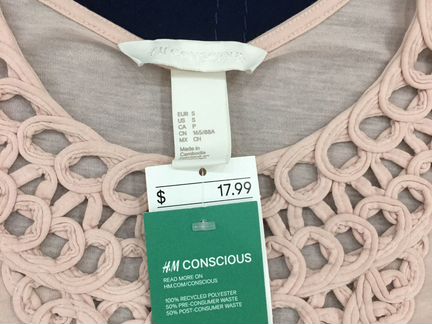 H&M CONSCIOUS
EUR S
US S
CA P
CN 165/88A
MX CH
Made in
Cambodia
$ 17.99
H&M CONSCIOUS
READ MORE ON
HM.COM/CONSCIOUS
100% RECYCLED POLYESTER
50% PRE-CONSUMER WASTE
50% POST-CONSUMER WASTE